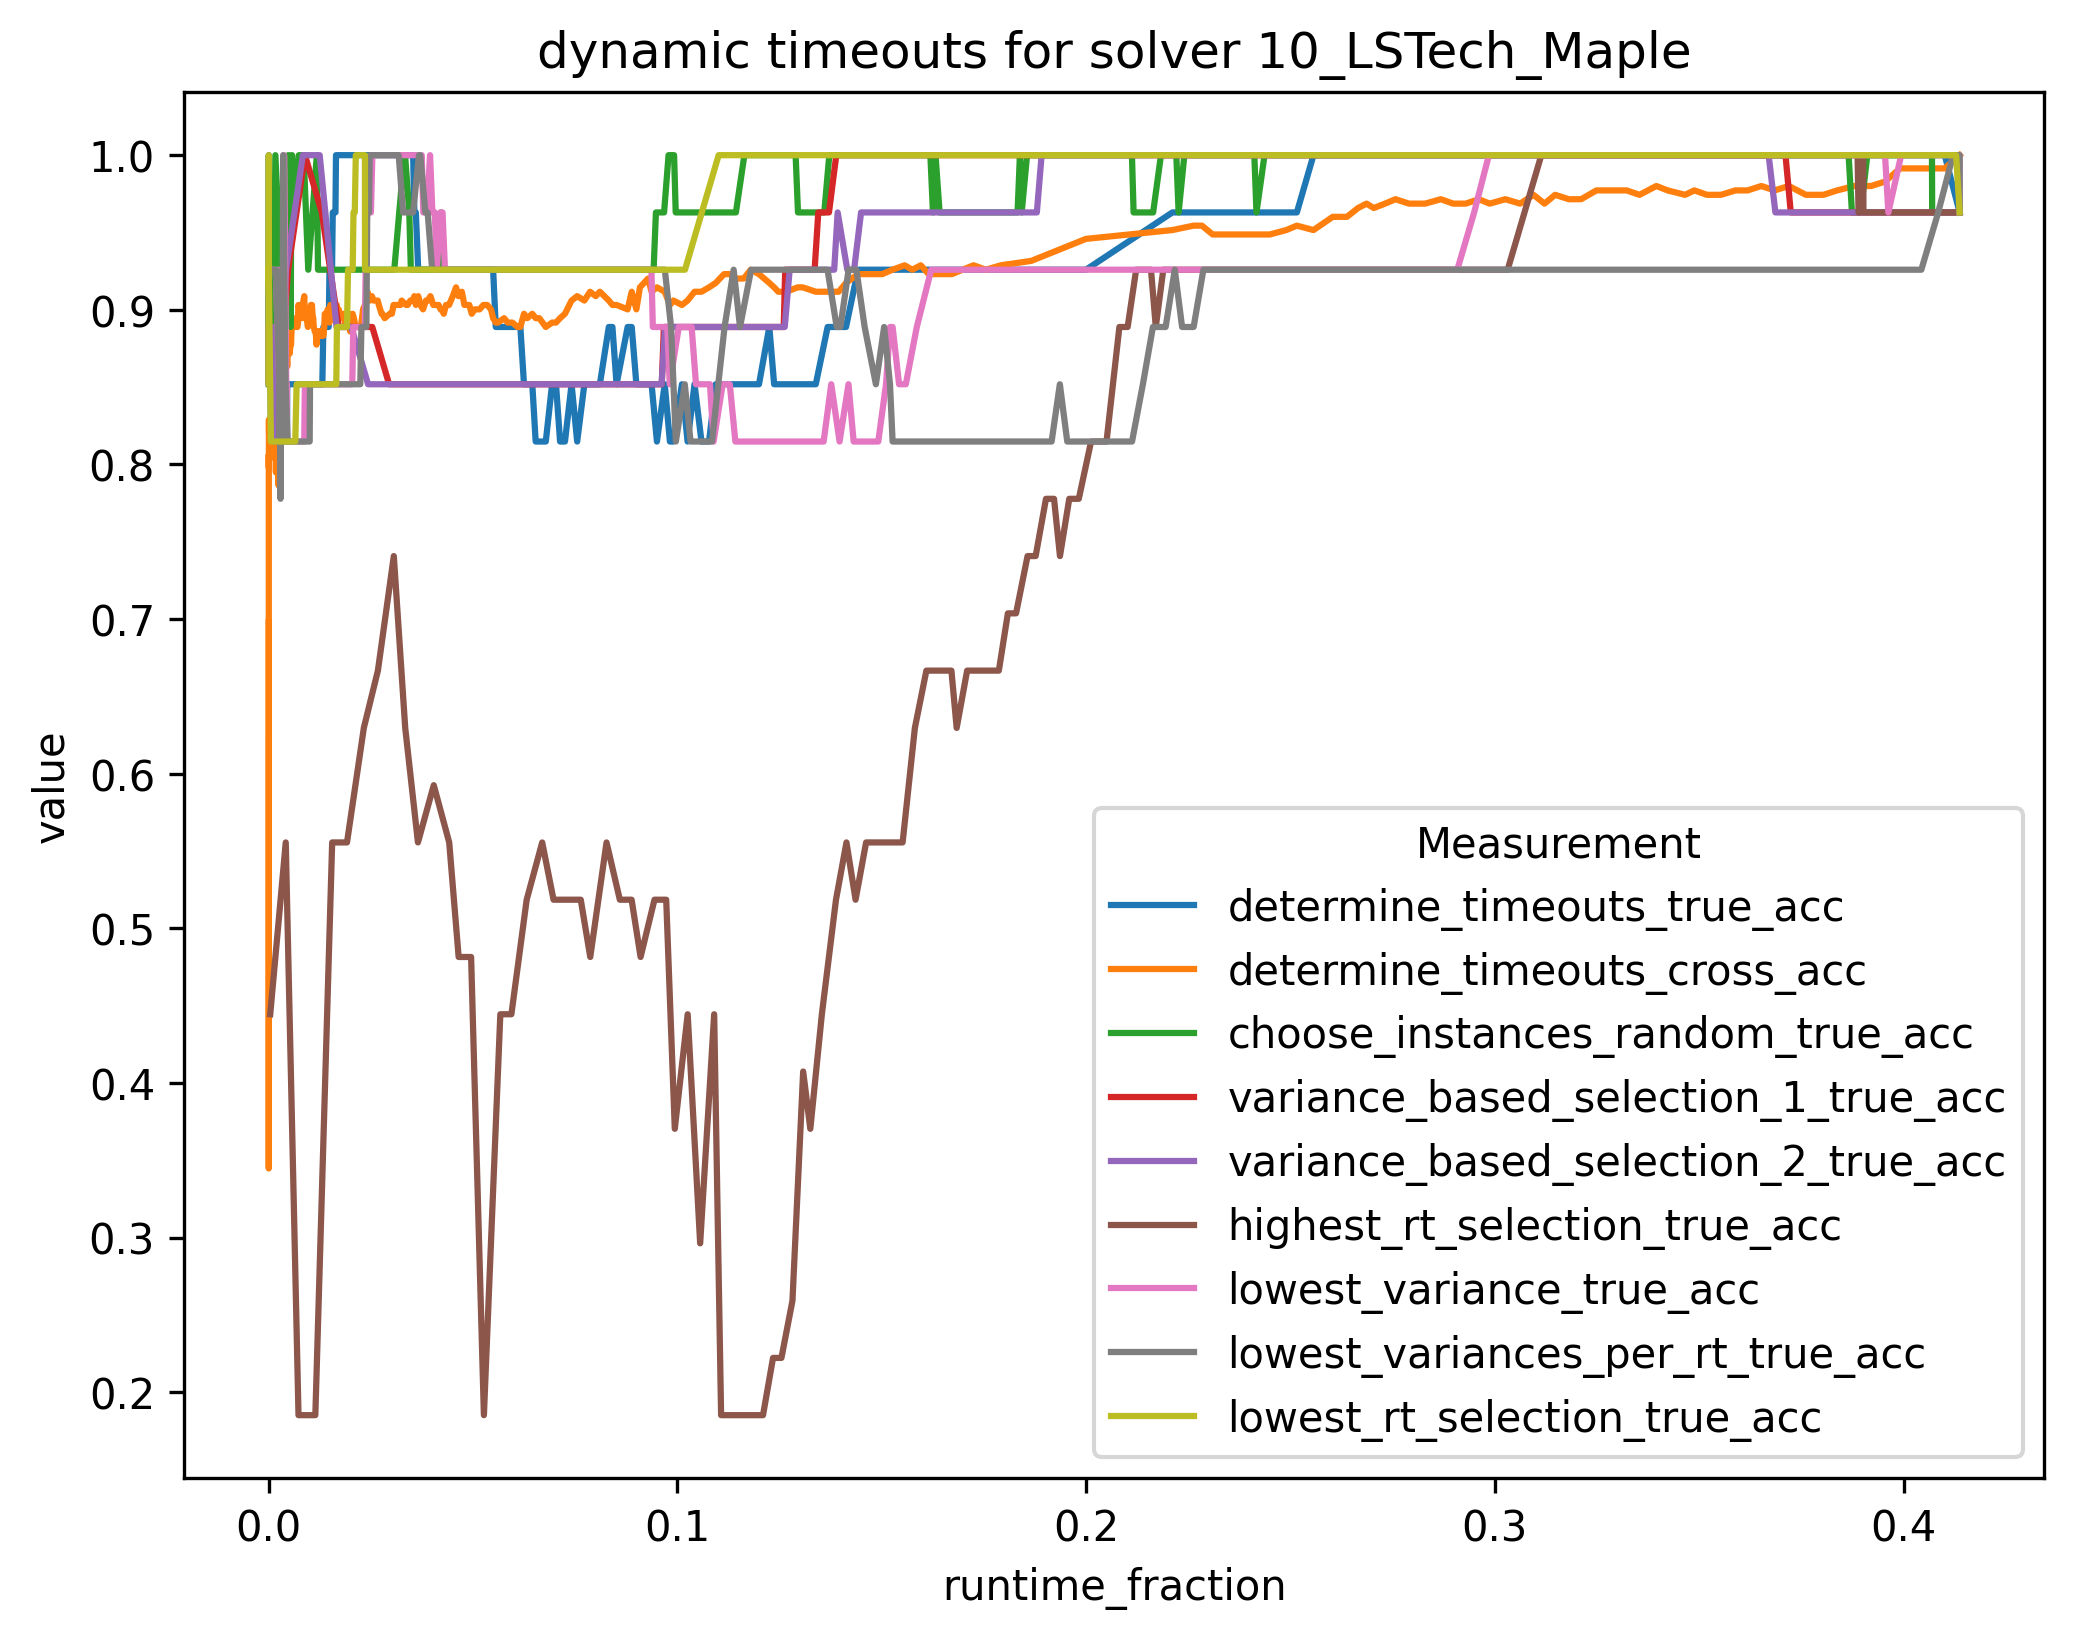 dynamic timeouts for solver 10_LSTech_Maple
value
1.0
0.9
0.8
0.7
0.6
0.5
0.4
0.3
0.2
Measurement
determine_timeouts_true_acc
determine_timeouts_cross_acc
choose_instances_random_true_acc
variance_based_selection_1_true_acc
variance_based_selection_2_true_acc
highest_rt_selection_true_acc
lowest_variance_true_acc
lowest_variances_per_rt_true_acc
lowest_rt_selection_true_acc
0.0 0.1 0.2 0.3 0.4
runtime_fraction